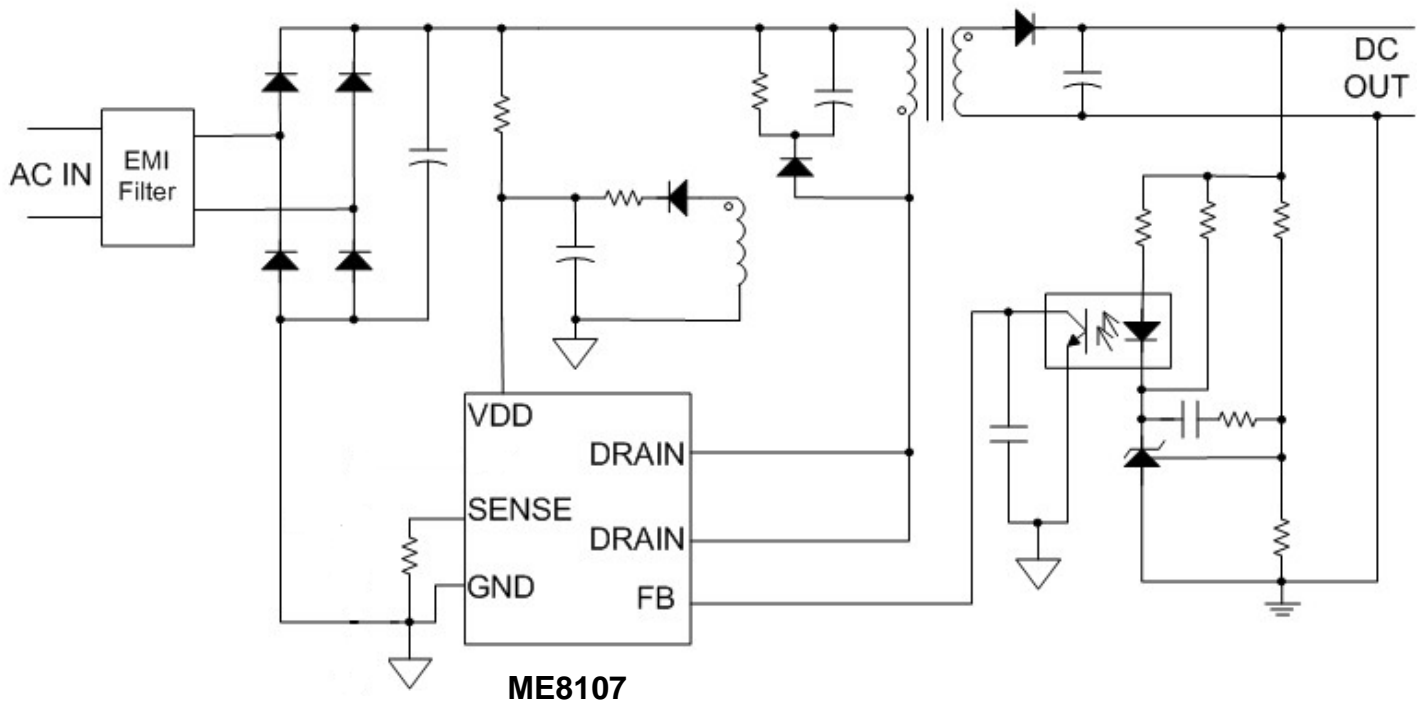 AC IN
EMI
Filter
DC
OUT
VDD
DRAIN
SENSE
DRAIN
GND
FB
ME8107